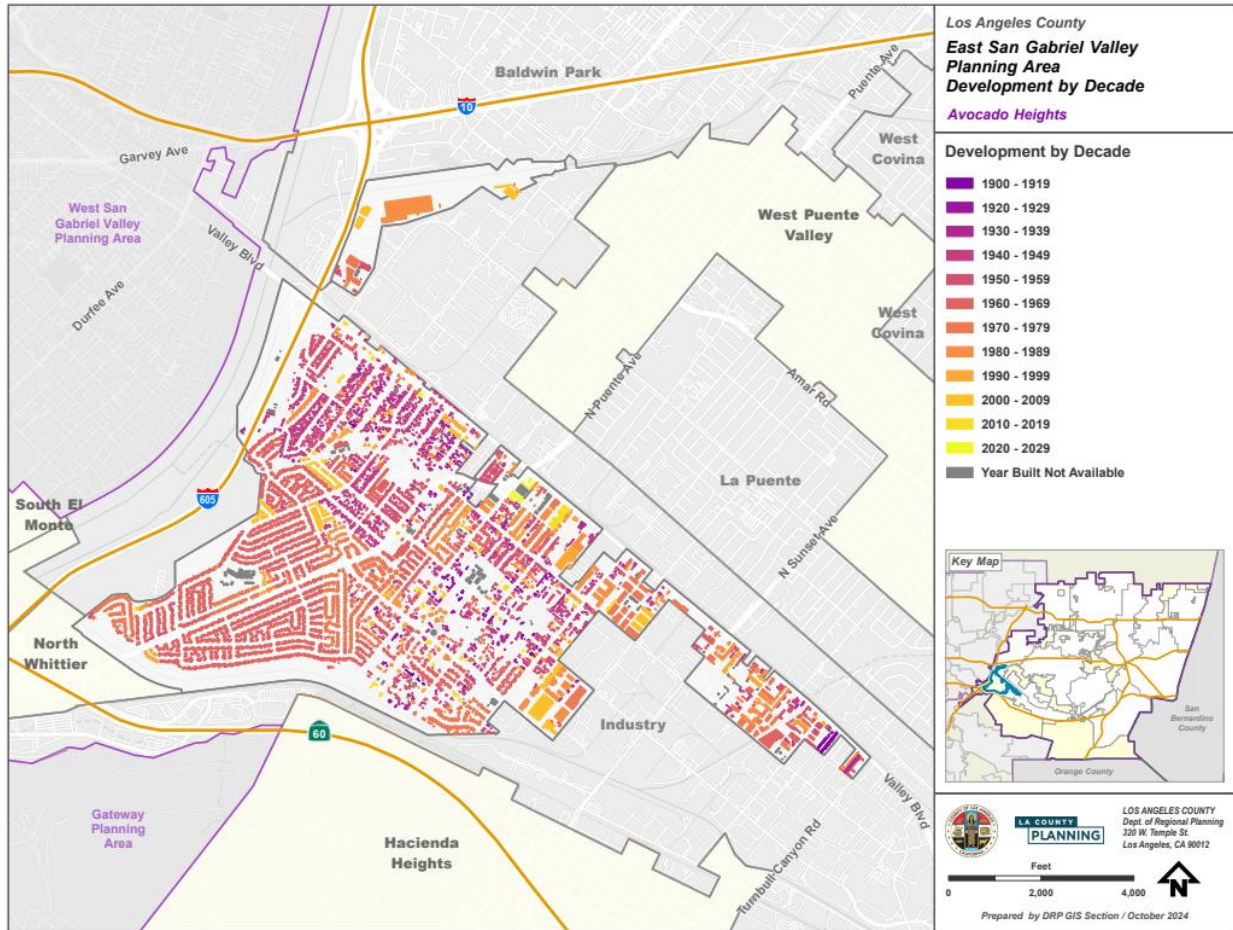 Los Angeles County
East San Gabriel Valley
Planning Area
Development by Decade
Avocado Heights
Development by Decade
1900 - 1919
1920 - 1929
1930 - 1939
1940 - 1949
1950 - 1959
1960 - 1969
1970 - 1979
1980 - 1989
1990 - 1999
2000 - 2009
2010 - 2019
2020 - 2029
Year Built Not Available
Baldwin Park
Puente Ave
10
Garvey Ave
West
Covina
West San
Gabriel Valley
Planning Area
West Puente
Valley
Valley Blvd
Durfee Ave
West
Covina
N Puente Ave
Amar Rd
La Puente
605
South El
Monte
N Sunset Ave
North
Whittier
Industry
60
Valley Blvd
Gateway
Planning
Area
Hacienda
Heights
Turnbull-Canyon Rd
Key Map
San
Bernardino
County
Orange County
LA COUNTY
PLANNING
LOS ANGELES COUNTY
Dept. of Regional Planning
320 W. Temple St.
Los Angeles, CA 90012
Feet
0 2,000 4,000
N
Prepared by DRP GIS Section / October 2024